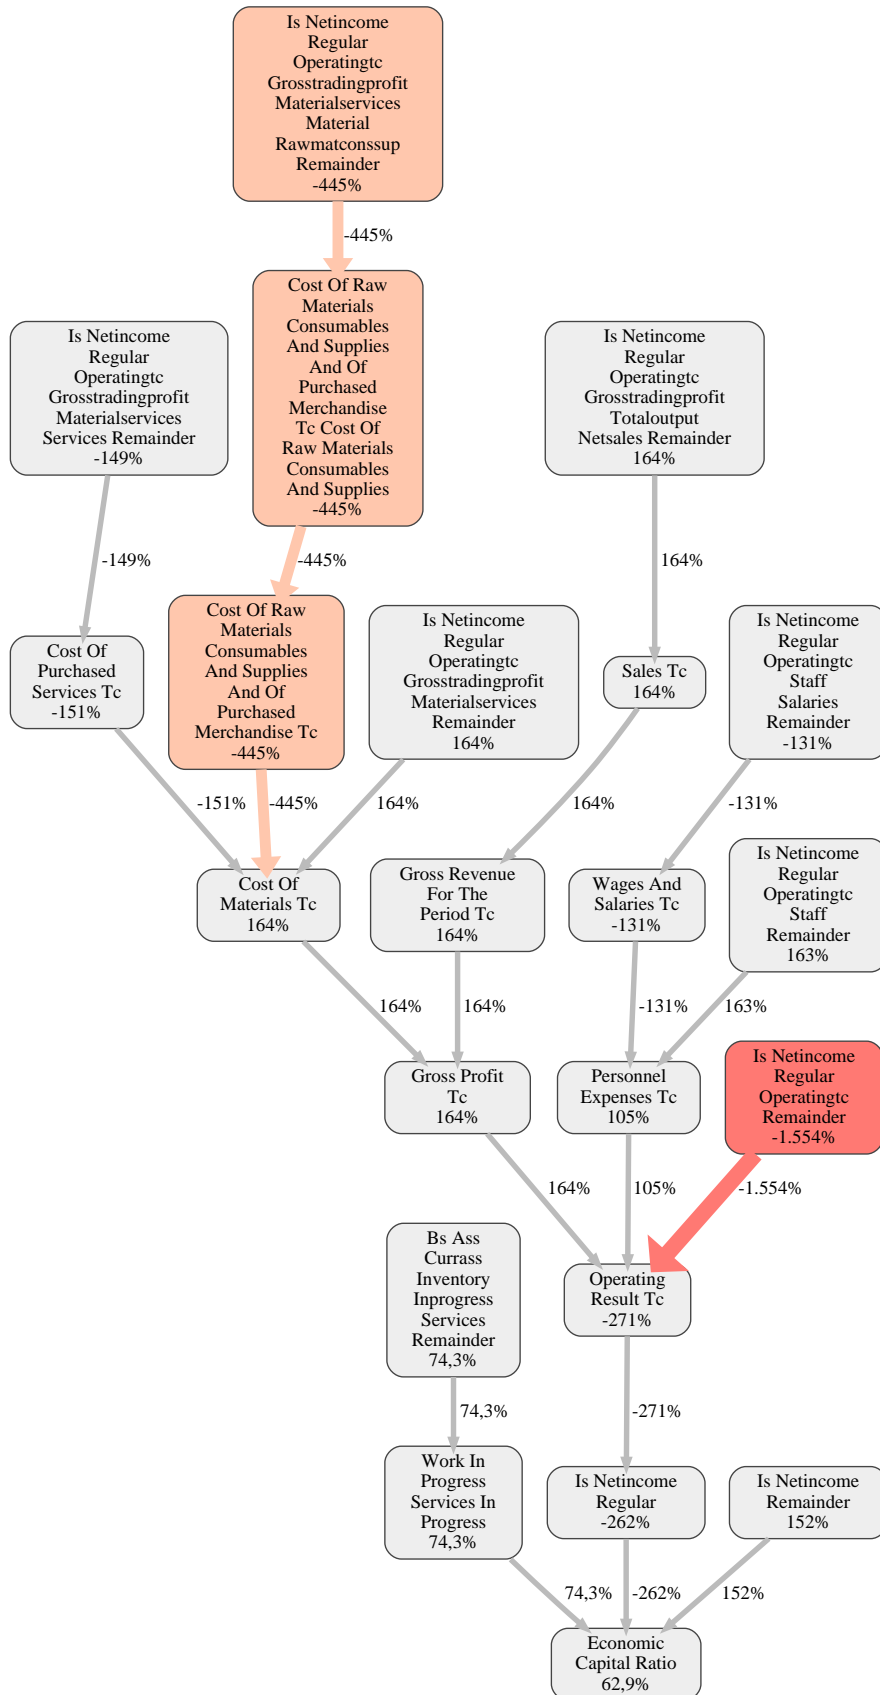 Is Netincome
Regular
Operatingtc
Grosstradingprofit
Materialservices
Material
Rawmatconssup
Remainder
-445%
-445%
Cost Of Raw
Materials
Consumables
And Supplies
And Of
Purchased
Merchandise
Tc Cost Of
Raw Materials
Consumables
And Supplies
-445%
Is Netincome
Regular
Operatingtc
Grosstradingprofit
Materialservices
Services Remainder
-149%
Is Netincome
Regular
Operatingtc
Grosstradingprofit
Totaloutput
Netsales Remainder
164%
-149%
-445%
164%
Cost Of
Purchased
Services Tc
-151%
Cost Of Raw
Materials
Consumables
And Supplies
And Of
Purchased
Merchandise Tc
-445%
Is Netincome
Regular
Operatingtc
Grosstradingprofit
Materialservices
Remainder
164%
Sales Tc
164%
Is Netincome
Regular
Operatingtc
Staff
Salaries
Remainder
-131%
-151%
-445%
164%
164%
-131%
Cost Of
Materials Tc
164%
Gross Revenue
For The
Period Tc
164%
Wages And
Salaries Tc
-131%
Is Netincome
Regular
Operatingtc
Staff
Remainder
163%
164%
164%
-131%
163%
Gross Profit
Tc
164%
Personnel
Expenses Tc
105%
Is Netincome
Regular
Operatingtc
Remainder
-1.554%
164%
105%
-1.554%
Bs Ass
Currass
Inventory
Inprogress
Services
Remainder
74,3%
Operating
Result Tc
-271%
74,3%
-271%
Work In
Progress
Services In
Progress
74,3%
Is Netincome
Regular
-262%
Is Netincome
Remainder
152%
74,3%
-262%
152%
Economic
Capital Ratio
62,9%